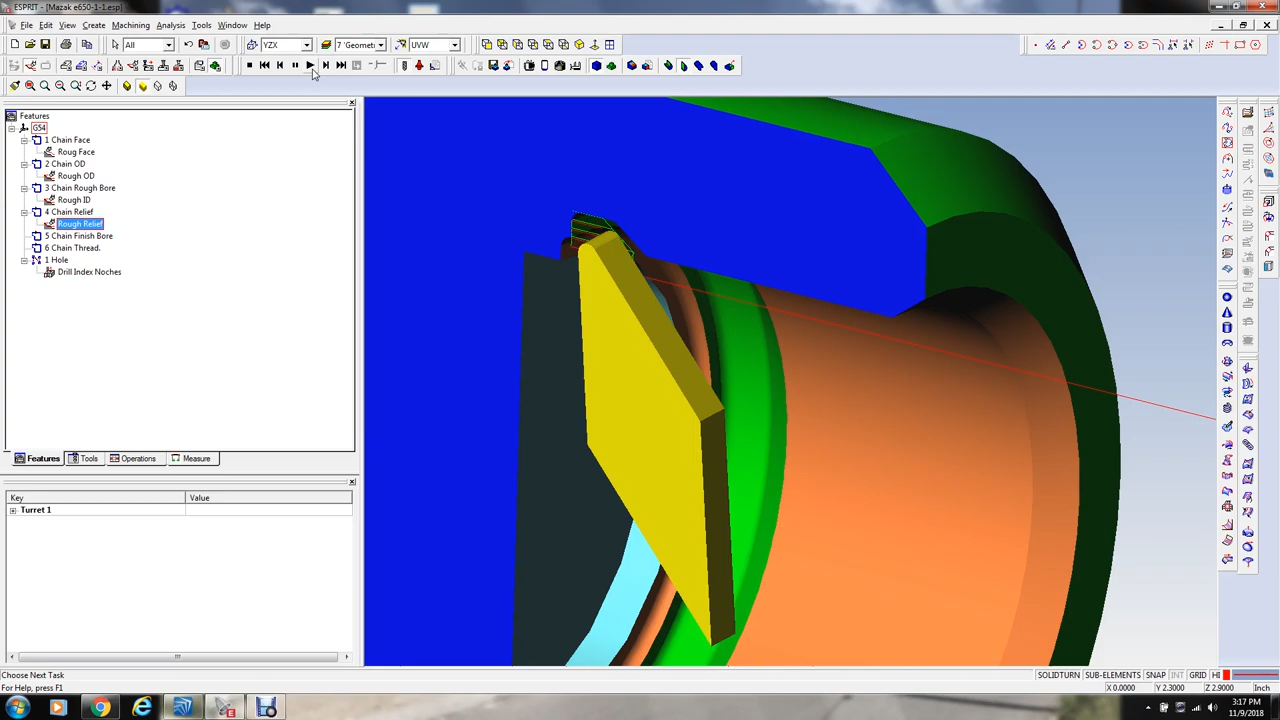 ESPRIT - [Mazak e650-1-1.esp]
File Edit View Create Machining Analysis Tools Window Help
All YZX 7 'Geometr UVW
Features
G54
1 Chain Face
Roug Face
2 Chain OD
Rough OD
3 Chain Rough Bore
Rough ID
4 Chain Relief
Rough Relief
5 Chain Finish Bore
6 Chain Thread.
1 Hole
Drill Index Noches
Features Tools Operations Measure
Key Value
Turret 1
Choose Next Task
SOLIDTURN SUB-ELEMENTS SNAP INT GRID HI
For Help, press F1
X 0.0000 Y 2.3000 Z 2.9000 Inch
3:17 PM
11/9/2018